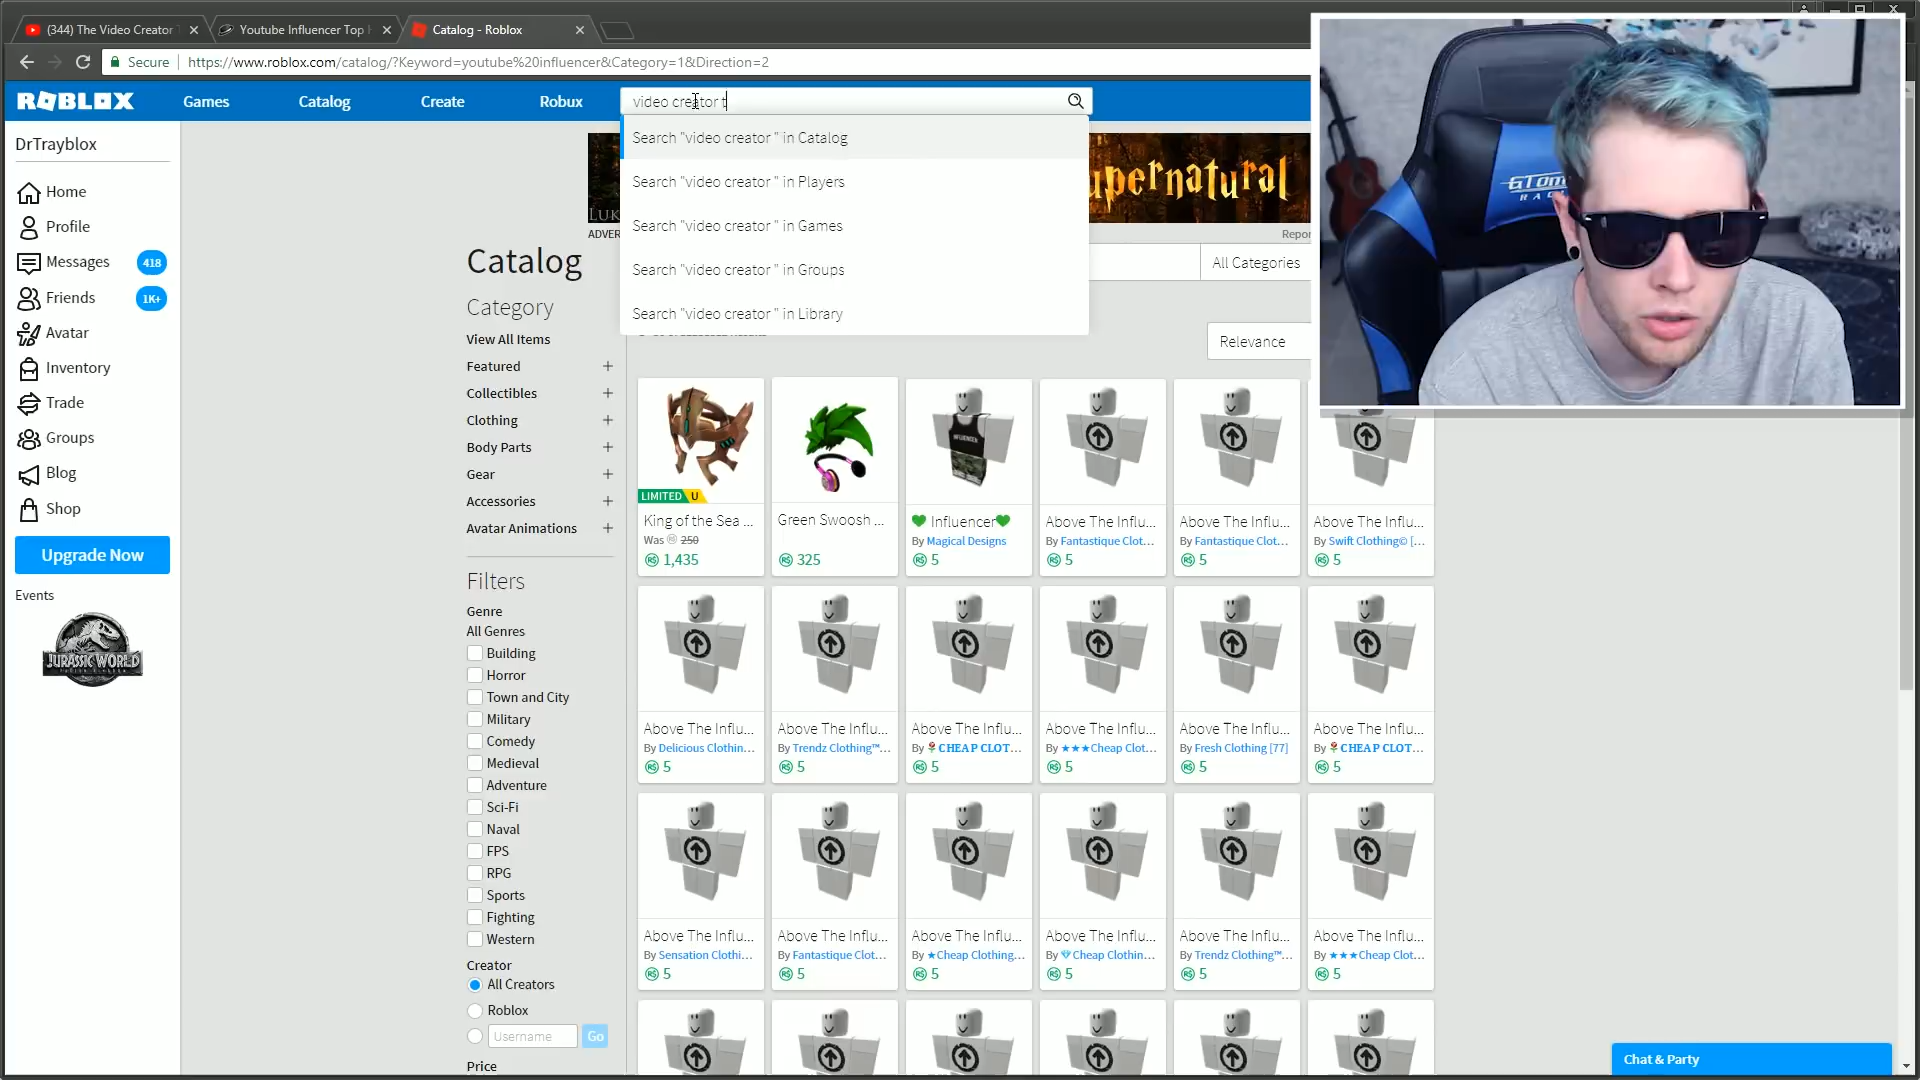 (344) The Video Creator T
Youtube Influencer Top H
Catalog - Roblox
Secure
https://www.roblox.com/catalog/?Keyword=youtube%20influencer&Category=1&Direction=2
ROBLOX
Games
Catalog
Create
Robux
video creator t
Search "video creator " in Catalog
Search "video creator " in Players
Search "video creator " in Games
Search "video creator " in Groups
Search "video creator " in Library
DrTrayblox
Home
Profile
Messages
418
Friends
1K+
Avatar
Inventory
Trade
Groups
Blog
Shop
Upgrade Now
Events
JURASSIC WORLD
LUK
upernatural
ADVER
Repor
Catalog
All Categories
Category
View All Items
Featured +
Collectibles +
Clothing +
Body Parts +
Gear +
Accessories +
Avatar Animations +
Relevance
Filters
Genre
All Genres
Building
Horror
Town and City
Military
Comedy
Medieval
Adventure
Sci-Fi
Naval
FPS
RPG
Sports
Fighting
Western
Creator
All Creators
Roblox
Username
Go
Price
LIMITED U
King of the Sea ...
Was R$ 250
R$ 1,435
Green Swoosh ...
R$ 325
INFLUENCER
💚 Influencer💚
By Magical Designs
R$ 5
Above The Influ...
By Fantastique Clot...
R$ 5
Above The Influ...
By Fantastique Clot...
R$ 5
Above The Influ...
By Swift Clothing© [...
R$ 5
Above The Influ...
By Delicious Clothin...
R$ 5
Above The Influ...
By Trendz Clothing™...
R$ 5
Above The Influ...
By 🌹CHEAP CLOT...
R$ 5
Above The Influ...
By ★★★Cheap Clot...
R$ 5
Above The Influ...
By Fresh Clothing [77]
R$ 5
Above The Influ...
By 🌹CHEAP CLOT...
R$ 5
Above The Influ...
By Sensation Clothi...
R$ 5
Above The Influ...
By Fantastique Clot...
R$ 5
Above The Influ...
By ★Cheap Clothing...
R$ 5
Above The Influ...
By 💎Cheap Clothin...
R$ 5
Above The Influ...
By Trendz Clothing™...
R$ 5
Above The Influ...
By ★★★Cheap Clot...
R$ 5
GTOM
RA
Chat & Party